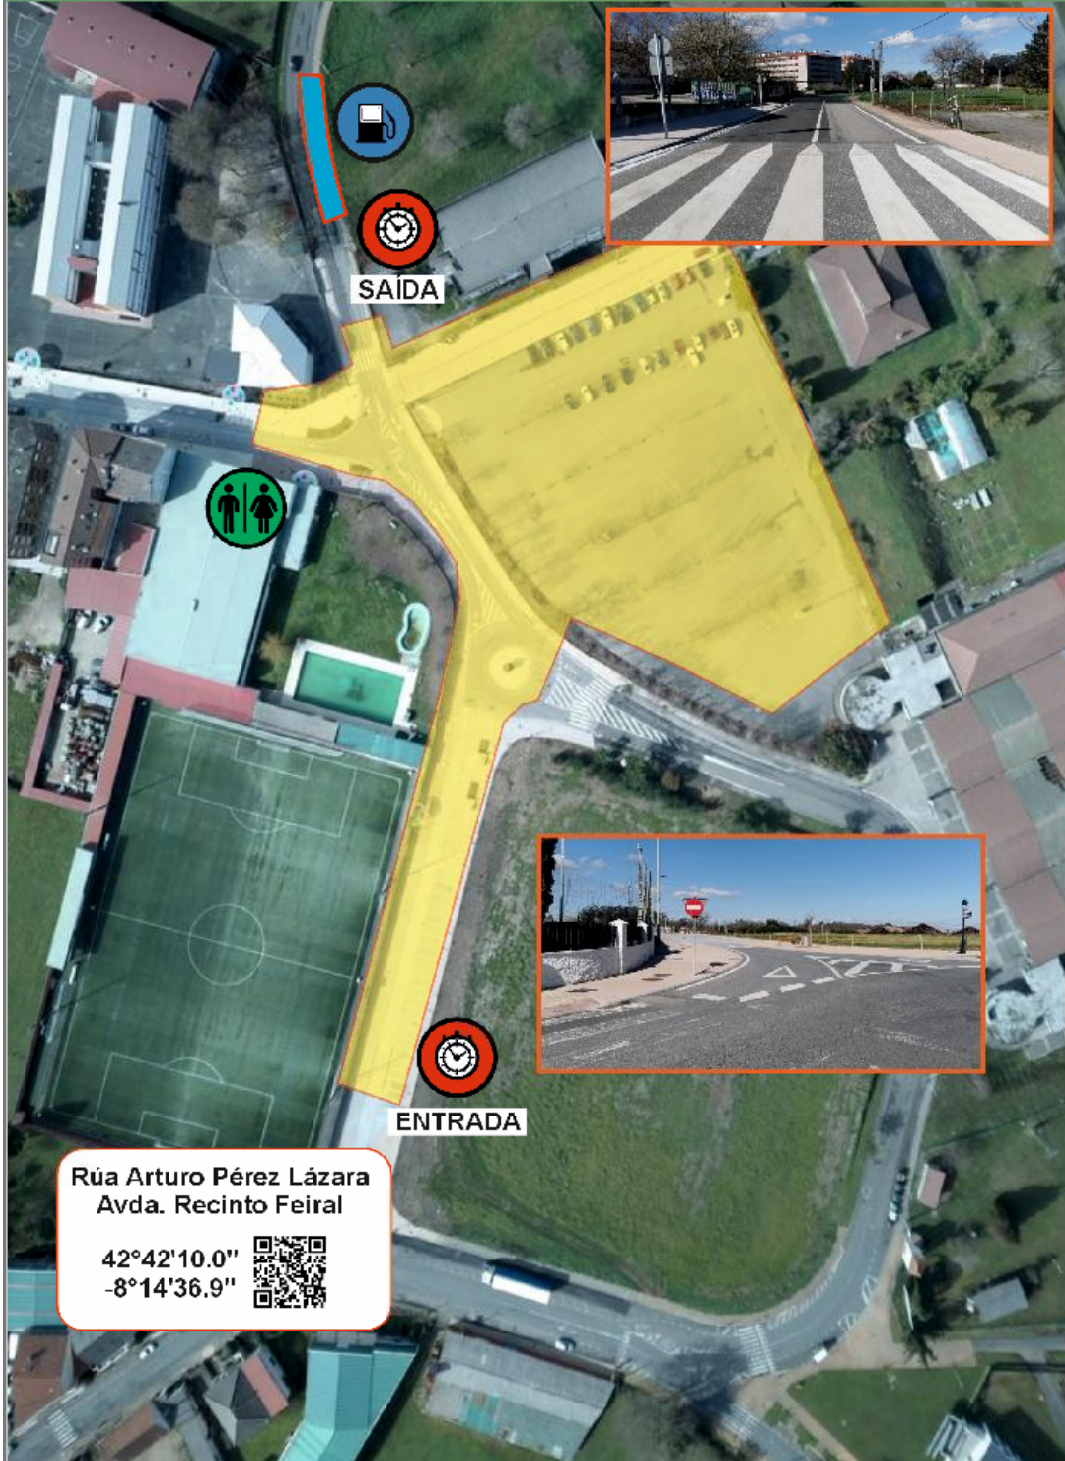 SAÍDA
ENTRADA
Rúa Arturo Pérez Lázara
Avda. Recinto Feiral
42°42'10.0"
-8°14'36.9"